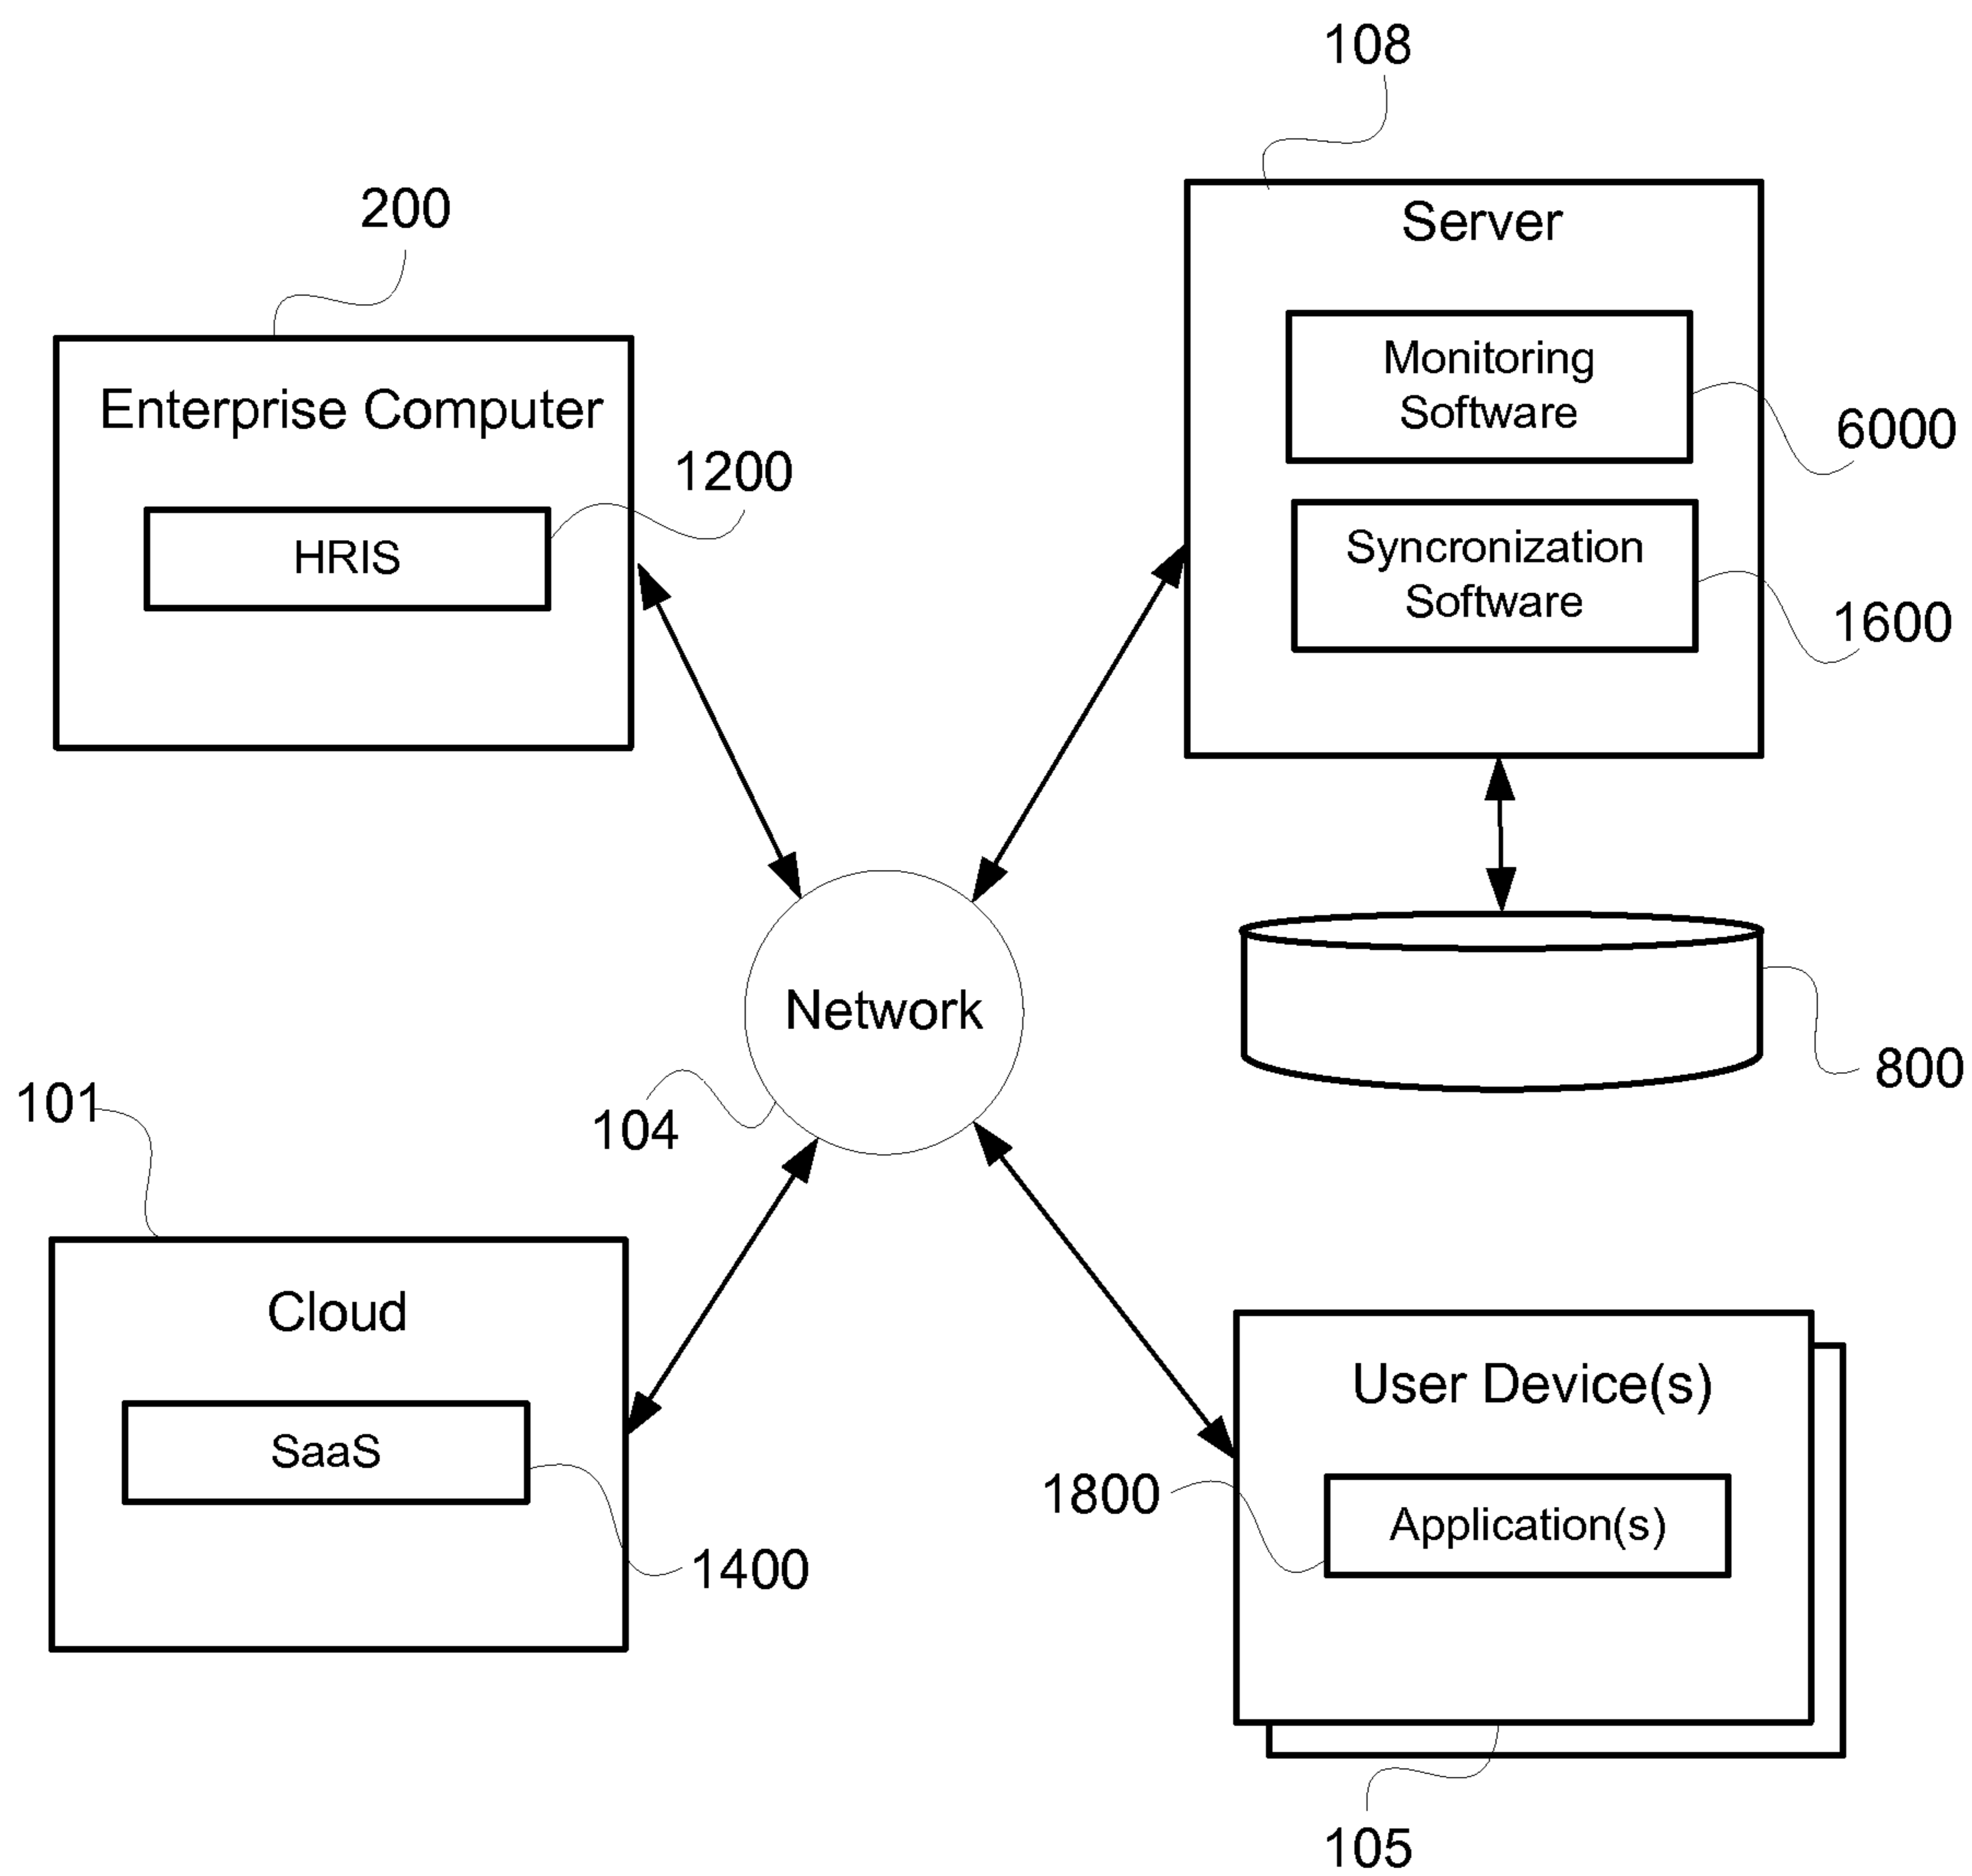 108
Server
Monitoring
Software
6000
Syncronization
Software
1600
200
Enterprise Computer
1200
HRIS
Network
104
800
101
Cloud
SaaS
1400
User Device(s)
1800
Application(s)
105